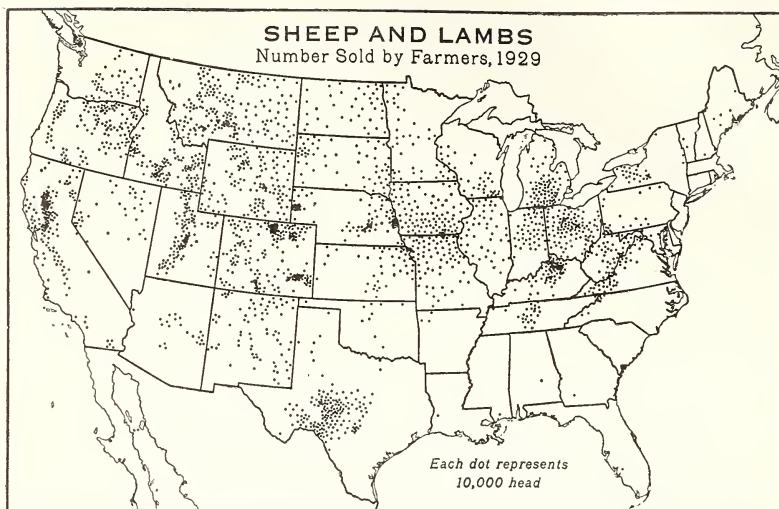 SHEEP AND LAMBS
Number Sold by Farmers, 1929
Each dot represents
10,000 head